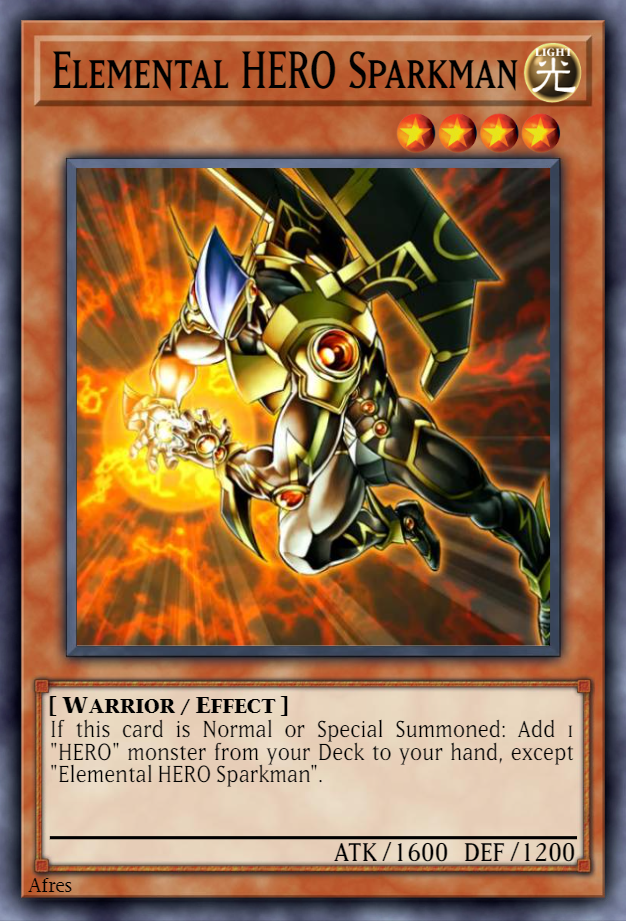 Elemental HERO Sparkman
LIGHT
光
[ Warrior / Effect ]
If this card is Normal or Special Summoned: Add 1
"HERO" monster from your Deck to your hand, except
"Elemental HERO Sparkman".
ATK/1600 DEF/1200
Afres